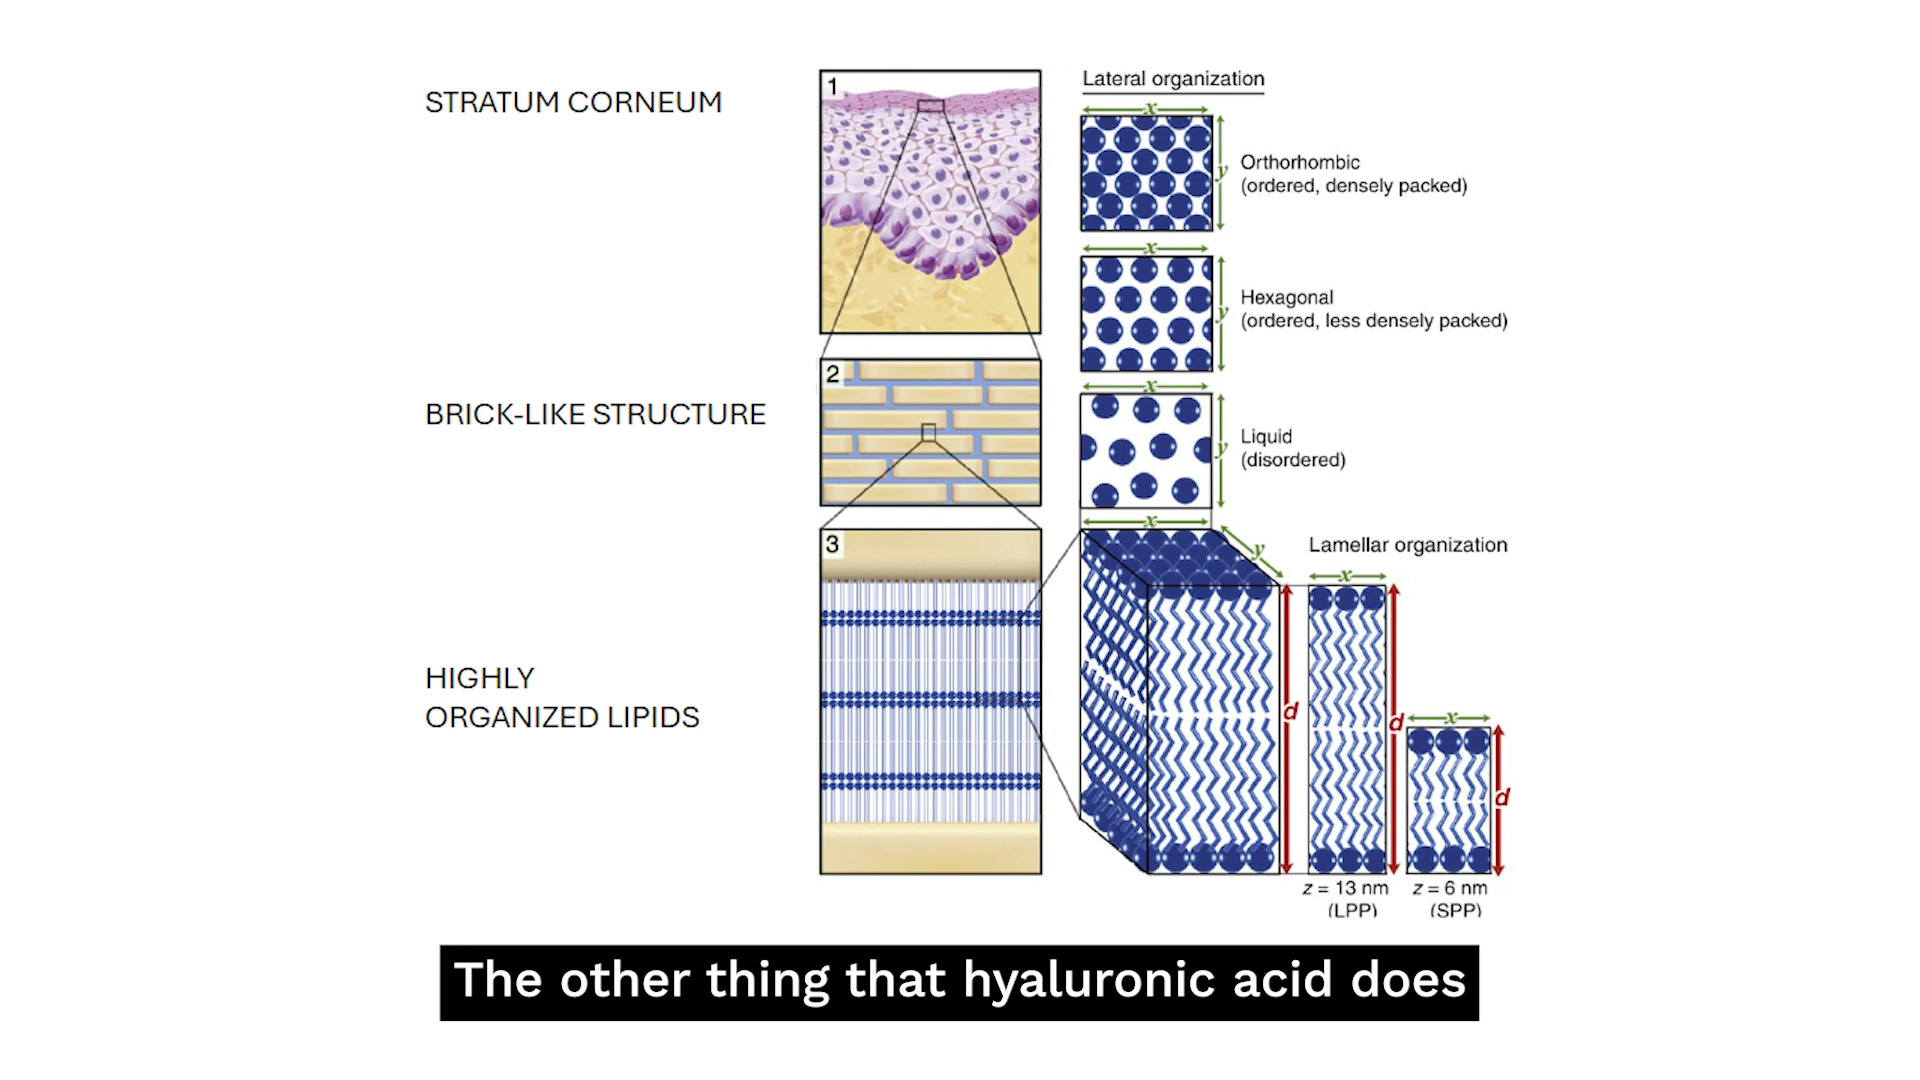 STRATUM CORNEUM
BRICK-LIKE STRUCTURE
HIGHLY
ORGANIZED LIPIDS
1
2
3
Lateral organization
x
y
Orthorhombic
(ordered, densely packed)
x
y
Hexagonal
(ordered, less densely packed)
x
y
Liquid
(disordered)
x
y
Lamellar organization
x
d
d
x
d
z = 13 nm
(LPP)
z = 6 nm
(SPP)
The other thing that hyaluronic acid does